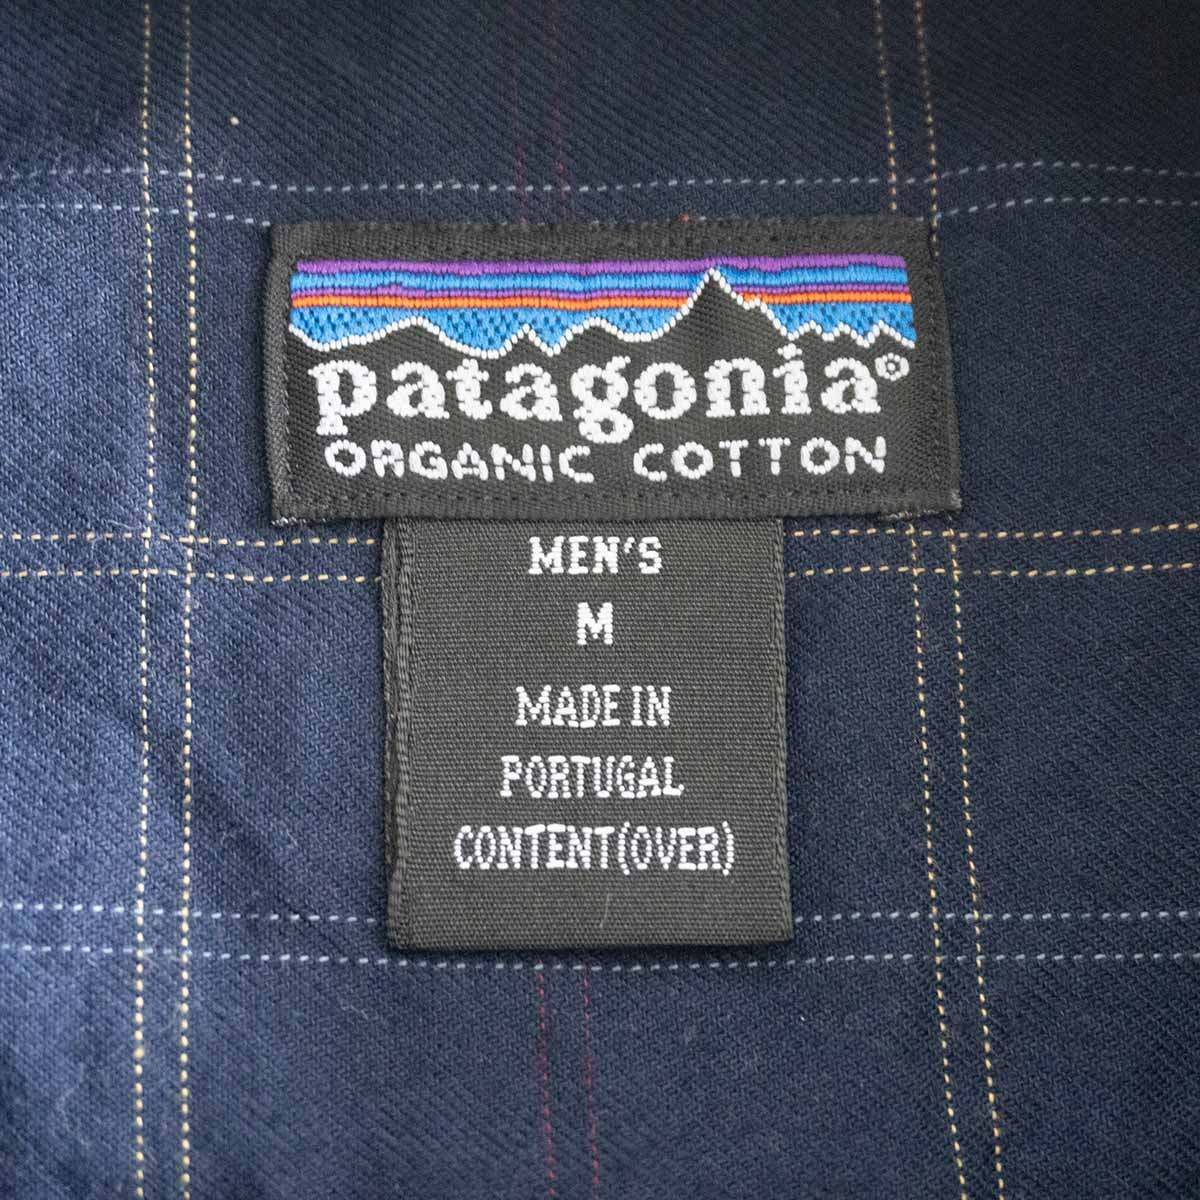 patagonia®
ORGANIC COTTON
MEN'S
M
MADE IN
PORTUGAL
CONTENT(OVER)